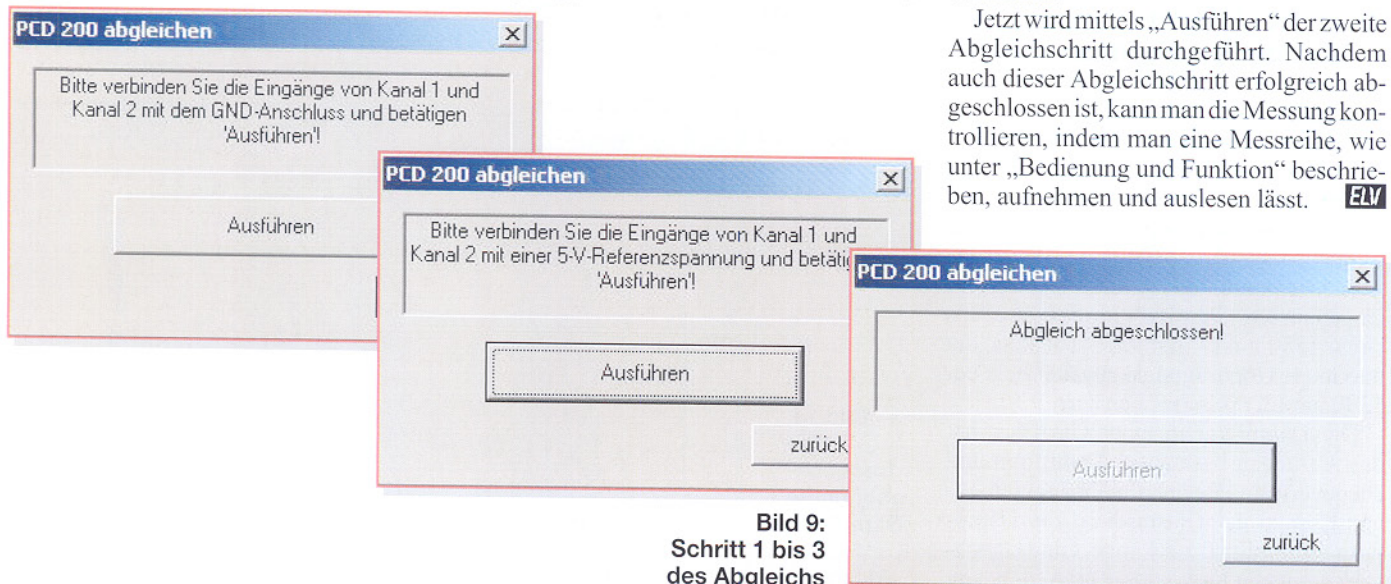 PCD 200 abgleichen
Bitte verbinden Sie die Eingänge von Kanal 1 und
Kanal 2 mit dem GND-Anschluss und betätigen
'Ausführen'!
Ausführen
PCD 200 abgleichen
Bitte verbinden Sie die Eingänge von Kanal 1 und
Kanal 2 mit einer 5-V-Referenzspannung und
'Ausführen'!
Ausführen
zurück
PCD 200 abgleichen
Abgleich abgeschlossen!
Ausführen
zurück
Bild 9:
Schritt 1 bis 3
des Abgleichs
Jetzt wird mittels „Ausführen“ der zweite
Abgleichschritt durchgeführt. Nachdem
auch dieser Abgleichschritt erfolgreich ab-
geschlossen ist, kann man die Messung kon-
trollieren, indem man eine Messreihe, wie
unter „Bedienung und Funktion“ beschrie-
ben, aufnehmen und auslesen lässt. ELV